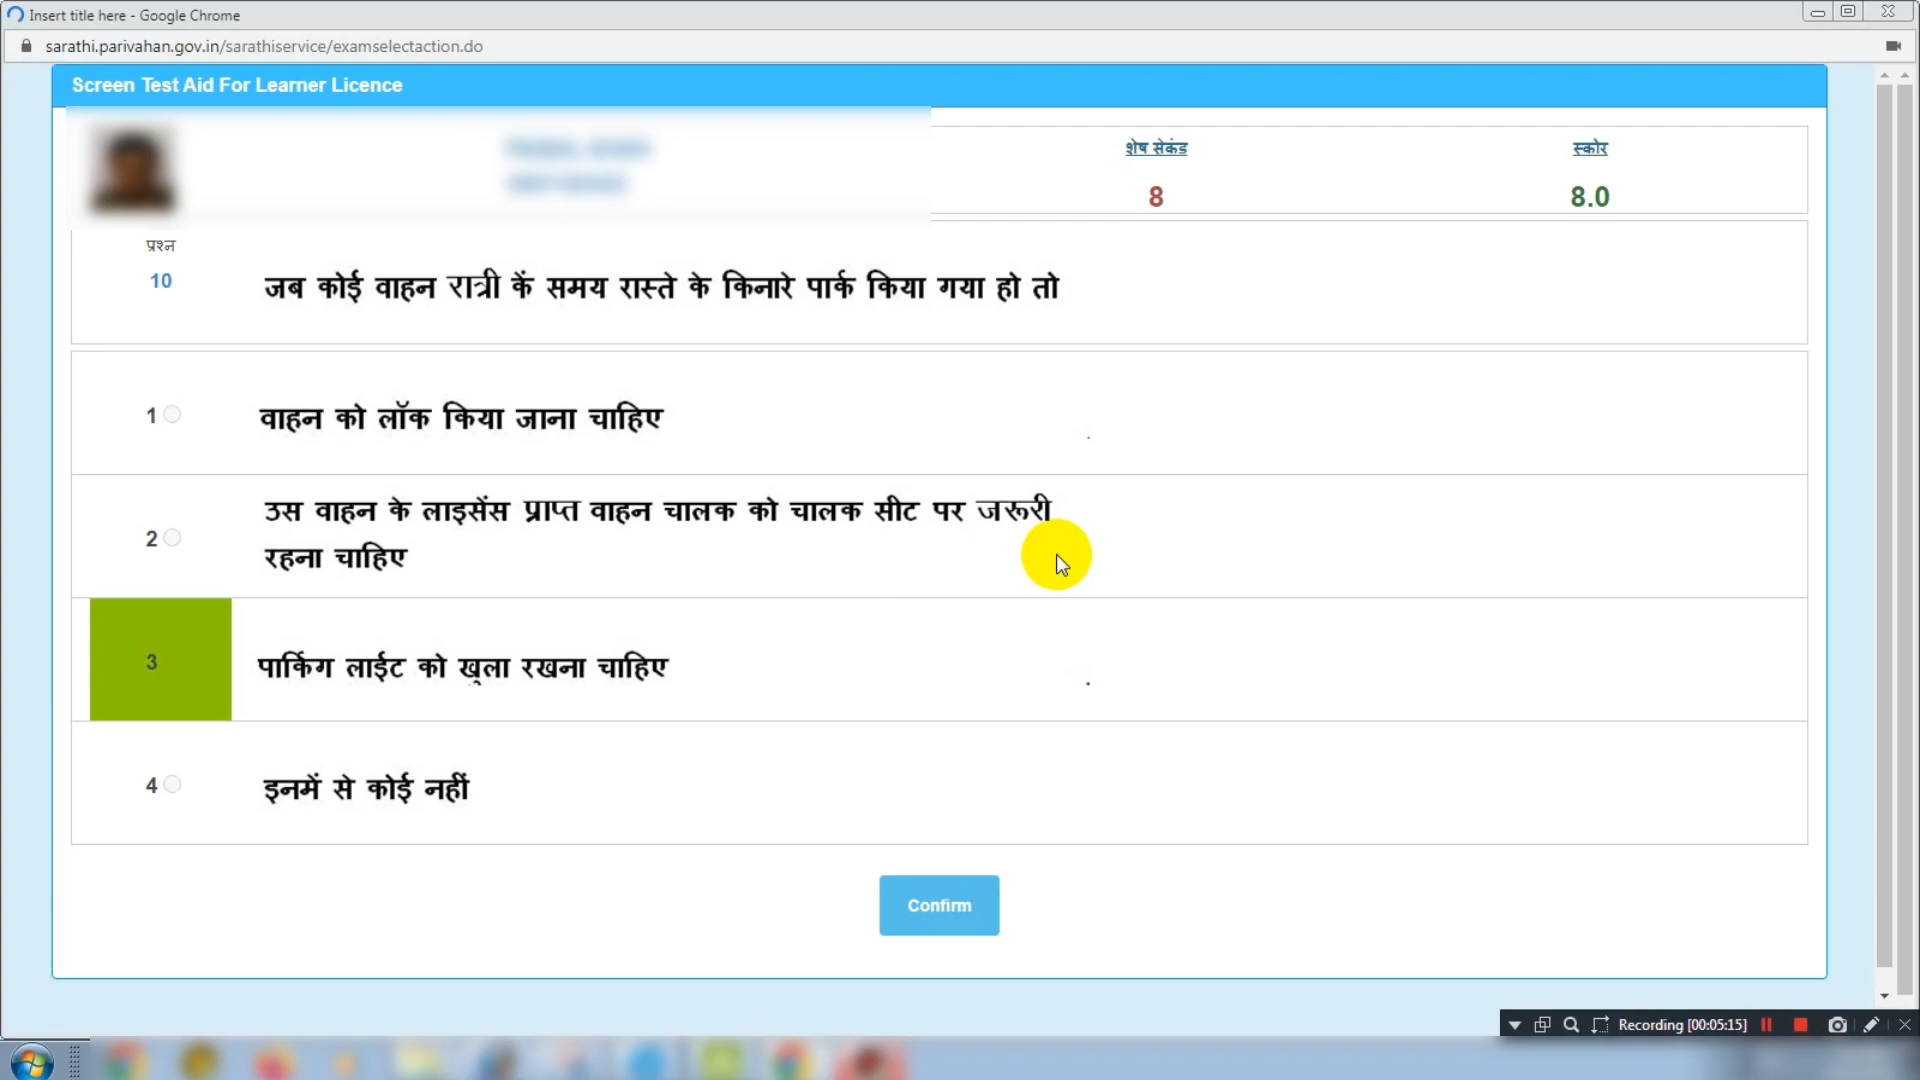 Insert title here - Google Chrome
sarathi.parivahan.gov.in/sarathiservice/examselectaction.do
Screen Test Aid For Learner Licence
शेष सेकंड
स्कोर
8
8.0
प्रश्न
10
जब कोई वाहन रात्री कें समय रास्ते के किनारे पार्क किया गया हो तो
1
वाहन को लॉक किया जाना चाहिए
2
उस वाहन के लाइसेंस प्राप्त वाहन चालक को चालक सीट पर जरूरी
रहना चाहिए
3
पार्किग लाईट को खुला रखना चाहिए
4
इनमें से कोई नहीं
Confirm
Recording [00:05:15]